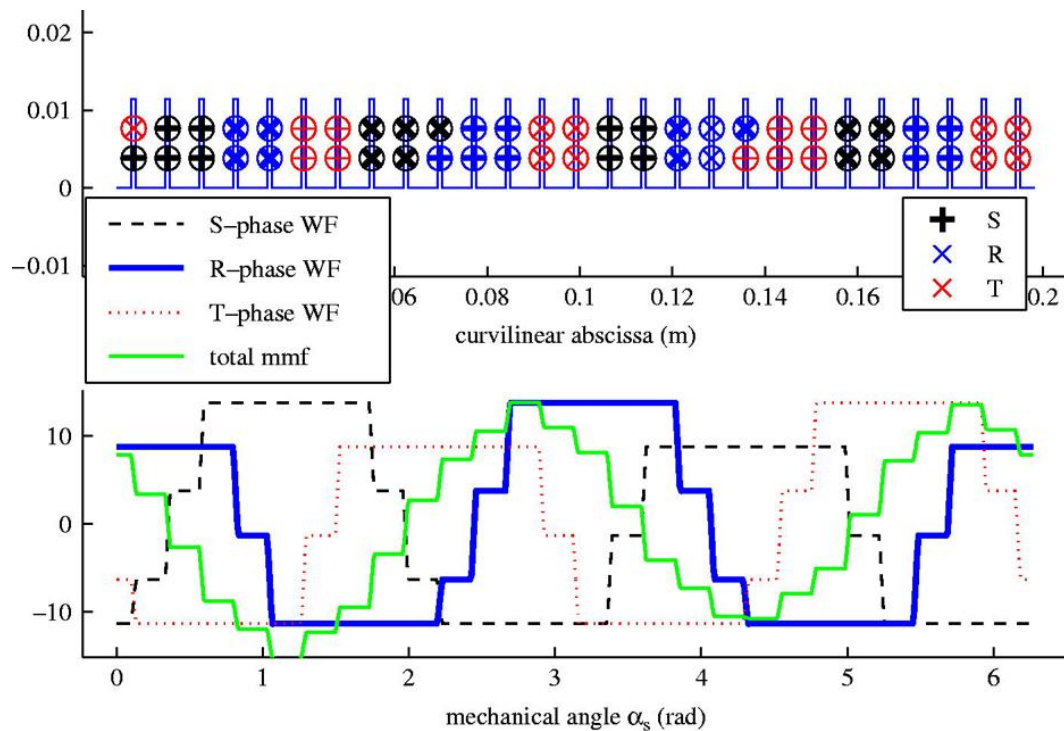 0.02
0.01
0
−0.01
S−phase WF
R−phase WF
T−phase WF
total mmf
S
R
T
.06 0.08 0.1 0.12 0.14 0.16 0.2
curvilinear abscissa (m)
10
0
−10
0 1 2 3 4 5 6
mechanical angle αs (rad)